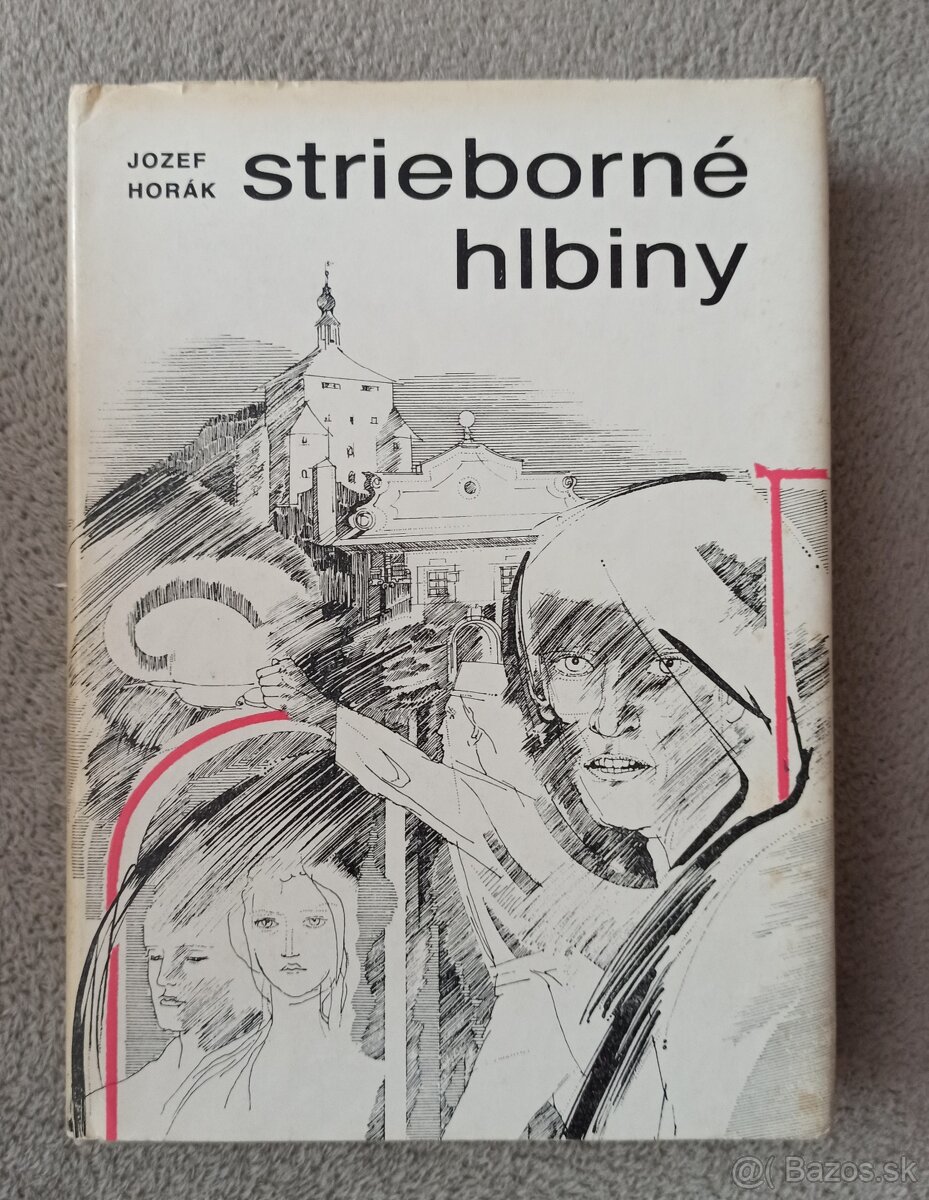 JOZEF
HORÁK
strieborné
hlbiny
@( Bazos.sk